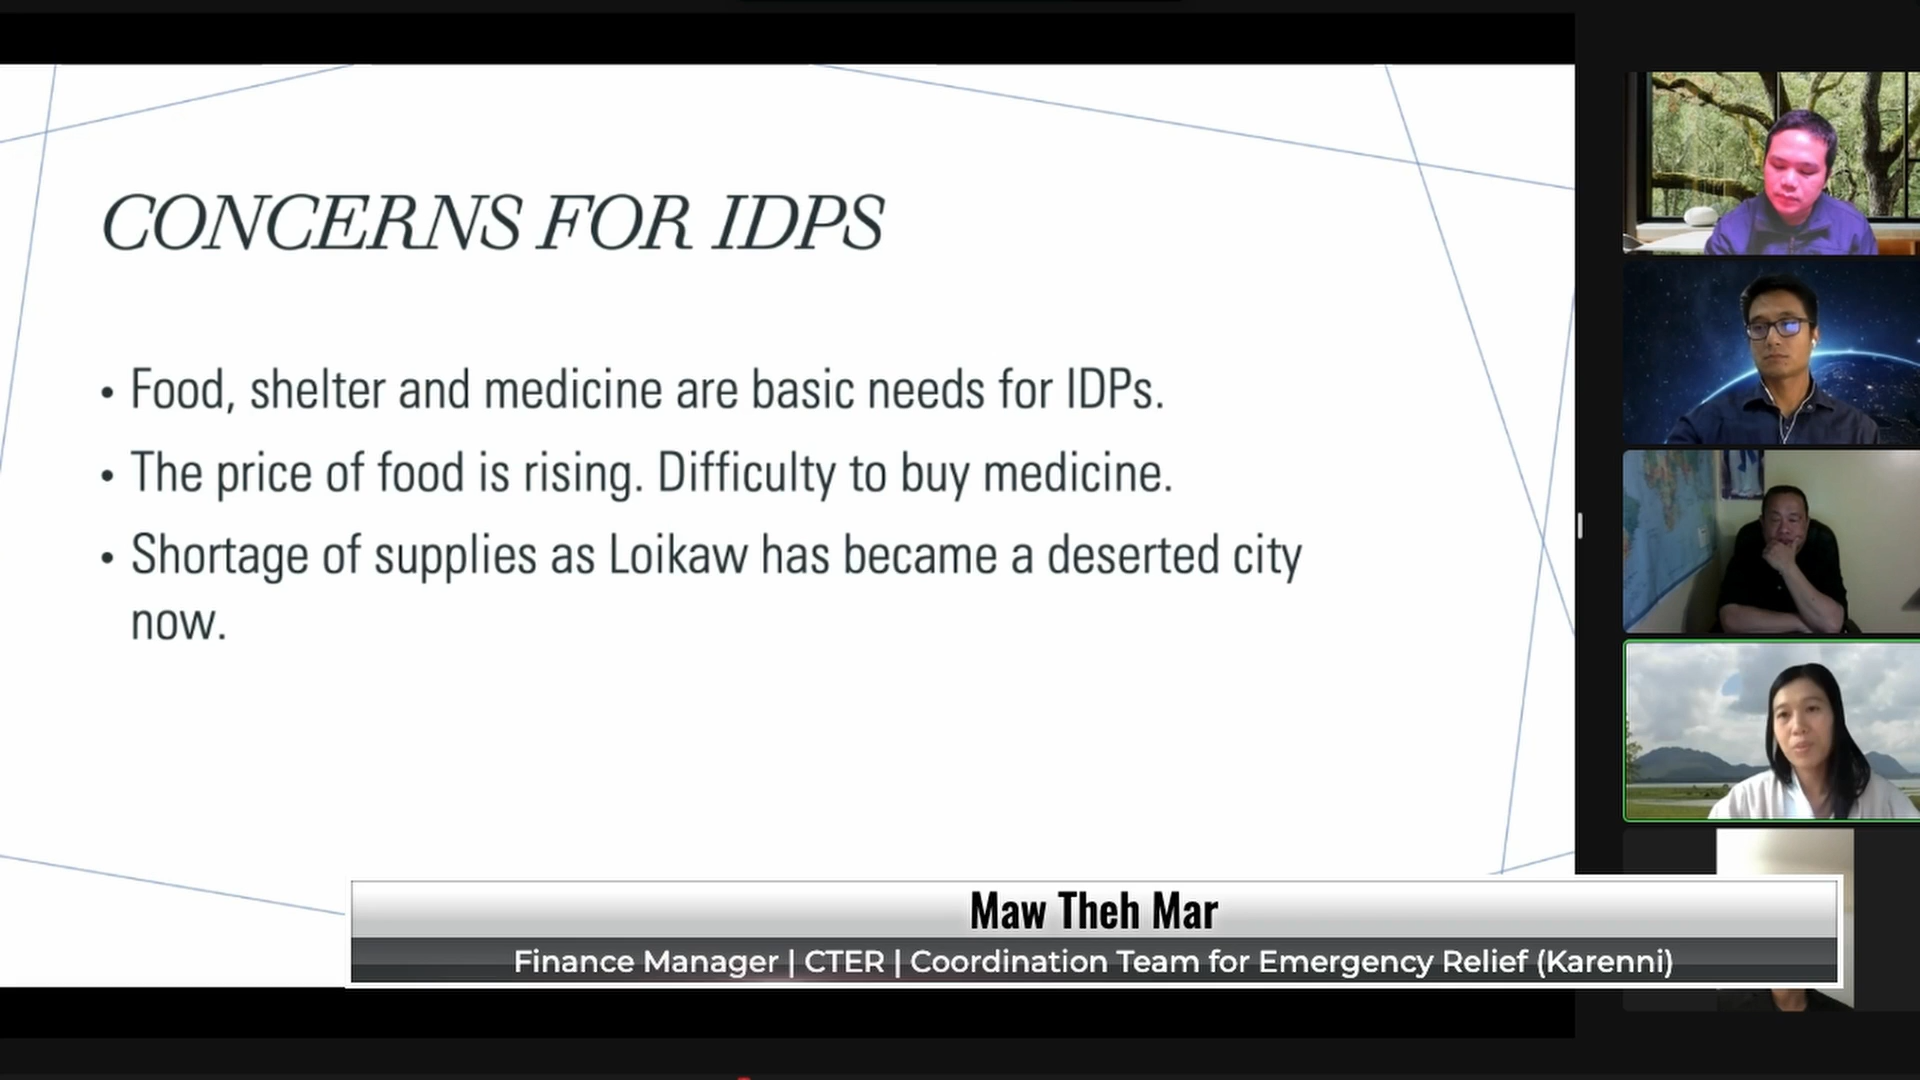 CONCERNS FOR IDPS
• Food, shelter and medicine are basic needs for IDPs.
• The price of food is rising. Difficulty to buy medicine.
• Shortage of supplies as Loikaw has became a deserted city
now.
Maw Theh Mar
Finance Manager | CTER | Coordination Team for Emergency Relief (Karenni)